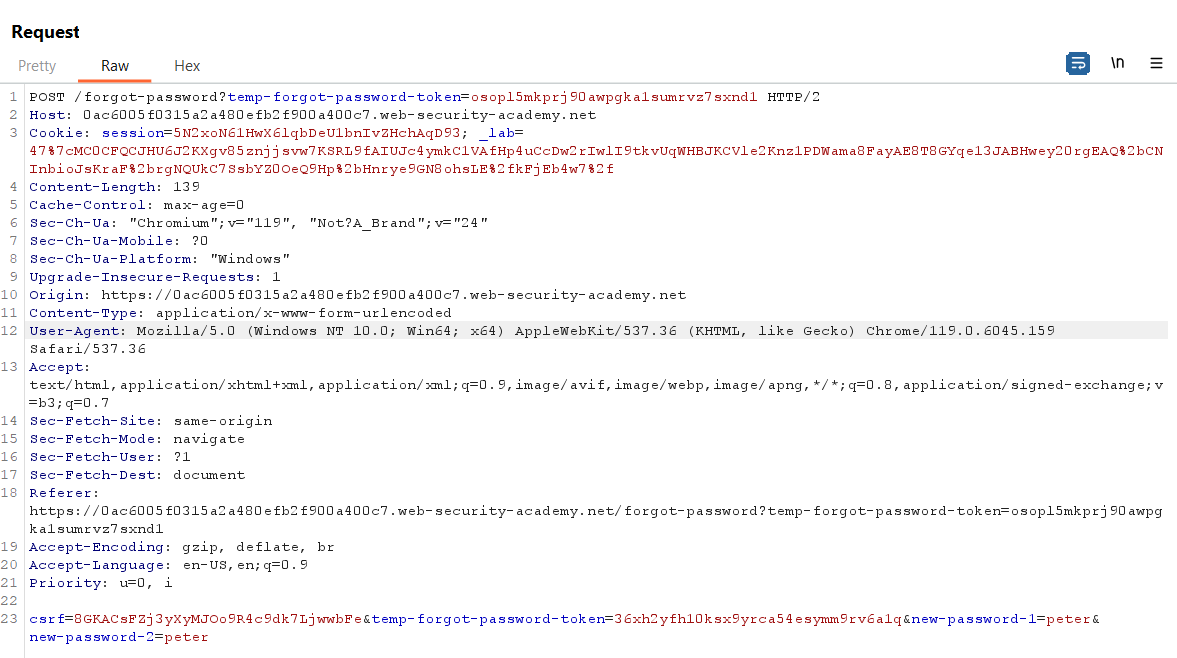 Request
Pretty Raw Hex \n
1 POST /forgot-password?temp-forgot-password-token=osopl5mkprj90awpgka1sumrvz7sxnd1 HTTP/2
2 Host: 0ac6005f0315a2a480efb2f900a400c7.web-security-academy.net
3 Cookie: session=5N2xoN61HwX6lqbDeU1bnIvZHchAqD93; _lab=
47%7cMC0CFQCJHU6J2KXgv85znjjsvw7KSRL9fAIUJc4ymkC1VAfHp4uCcDw2rIwlI9tkvUqWHBJKCVle2Knz1PDWama8FayAE8T8GYqe13JABHwey20rgEAQ%2bCN
InbioJsKraF%2brgNQUkC7SsbYZ0OeQ9Hp%2bHnrye9GN8ohsLE%2fkFjEb4w7%2f
4 Content-Length: 139
5 Cache-Control: max-age=0
6 Sec-Ch-Ua: "Chromium";v="119", "Not?A_Brand";v="24"
7 Sec-Ch-Ua-Mobile: ?0
8 Sec-Ch-Ua-Platform: "Windows"
9 Upgrade-Insecure-Requests: 1
10 Origin: https://0ac6005f0315a2a480efb2f900a400c7.web-security-academy.net
11 Content-Type: application/x-www-form-urlencoded
12 User-Agent: Mozilla/5.0 (Windows NT 10.0; Win64; x64) AppleWebKit/537.36 (KHTML, like Gecko) Chrome/119.0.6045.159
Safari/537.36
13 Accept:
text/html,application/xhtml+xml,application/xml;q=0.9,image/avif,image/webp,image/apng,*/*;q=0.8,application/signed-exchange;v
=b3;q=0.7
14 Sec-Fetch-Site: same-origin
15 Sec-Fetch-Mode: navigate
16 Sec-Fetch-User: ?1
17 Sec-Fetch-Dest: document
18 Referer:
https://0ac6005f0315a2a480efb2f900a400c7.web-security-academy.net/forgot-password?temp-forgot-password-token=osopl5mkprj90awpg
ka1sumrvz7sxnd1
19 Accept-Encoding: gzip, deflate, br
20 Accept-Language: en-US,en;q=0.9
21 Priority: u=0, i
22
23 csrf=8GKACsFZj3yXyMJOo9R4c9dk7LjwwbFe&temp-forgot-password-token=36xh2yfhl0ksx9yrca54esymm9rv6a1q&new-password-1=peter&
new-password-2=peter